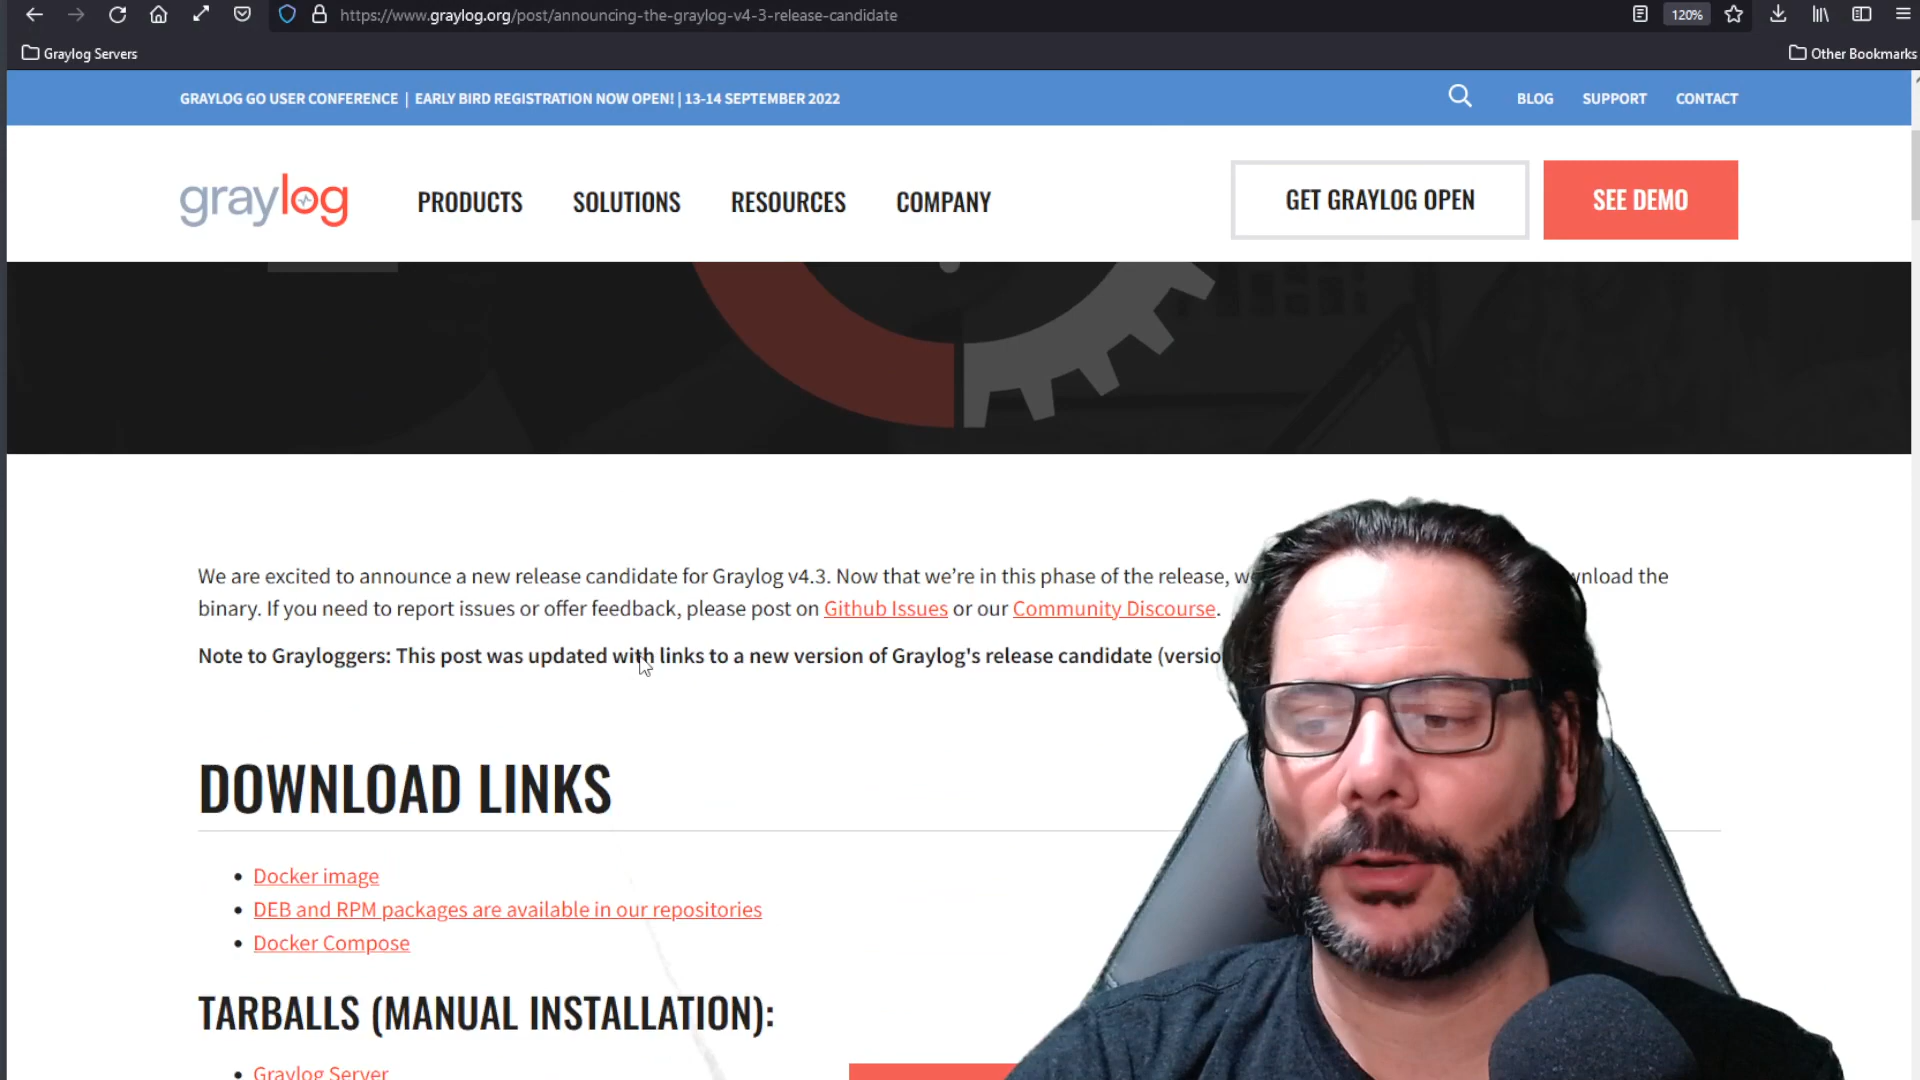 https://www.graylog.org/post/announcing-the-graylog-v4-3-release-candidate
120%
Graylog Servers
Other Bookmarks
GRAYLOG GO USER CONFERENCE | EARLY BIRD REGISTRATION NOW OPEN! | 13-14 SEPTEMBER 2022
BLOG
SUPPORT
CONTACT
graylog
PRODUCTS
SOLUTIONS
RESOURCES
COMPANY
GET GRAYLOG OPEN
SEE DEMO
We are excited to announce a new release candidate for Graylog v4.3. Now that we’re in this phase of the release, the
binary. If you need to report issues or offer feedback, please post on Github Issues or our Community Discourse.
Note to Grayloggers: This post was updated with links to a new version of Graylog's release candidate
DOWNLOAD LINKS
• Docker image
• DEB and RPM packages are available in our repositories
• Docker Compose
TARBALLS (MANUAL INSTALLATION):
• Graylog Server